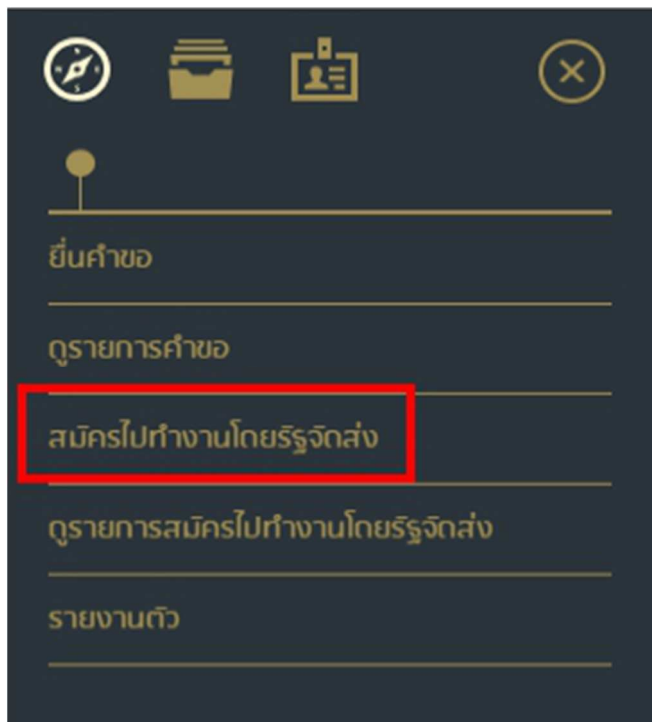 ยื่นคำขอ
ดูรายการคำขอ
สมัครไปทำงานโดยรัฐจัดส่ง
ดูรายการสมัครไปทำงานโดยรัฐจัดส่ง
รายงานตัว